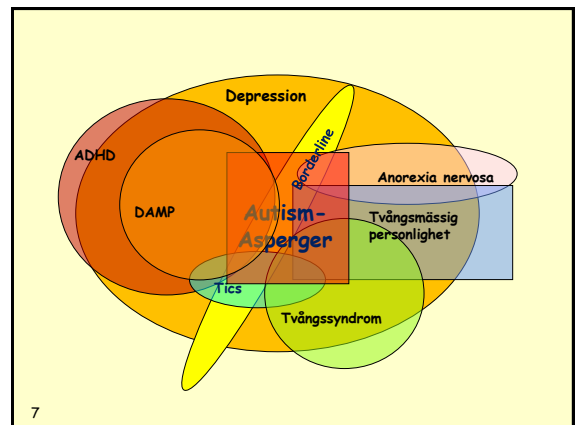 Depression
Borderline
ADHD
Anorexia nervosa
DAMP
Autism-
Asperger
Tvångsmässig
personlighet
Tics
Tvångssyndrom
7